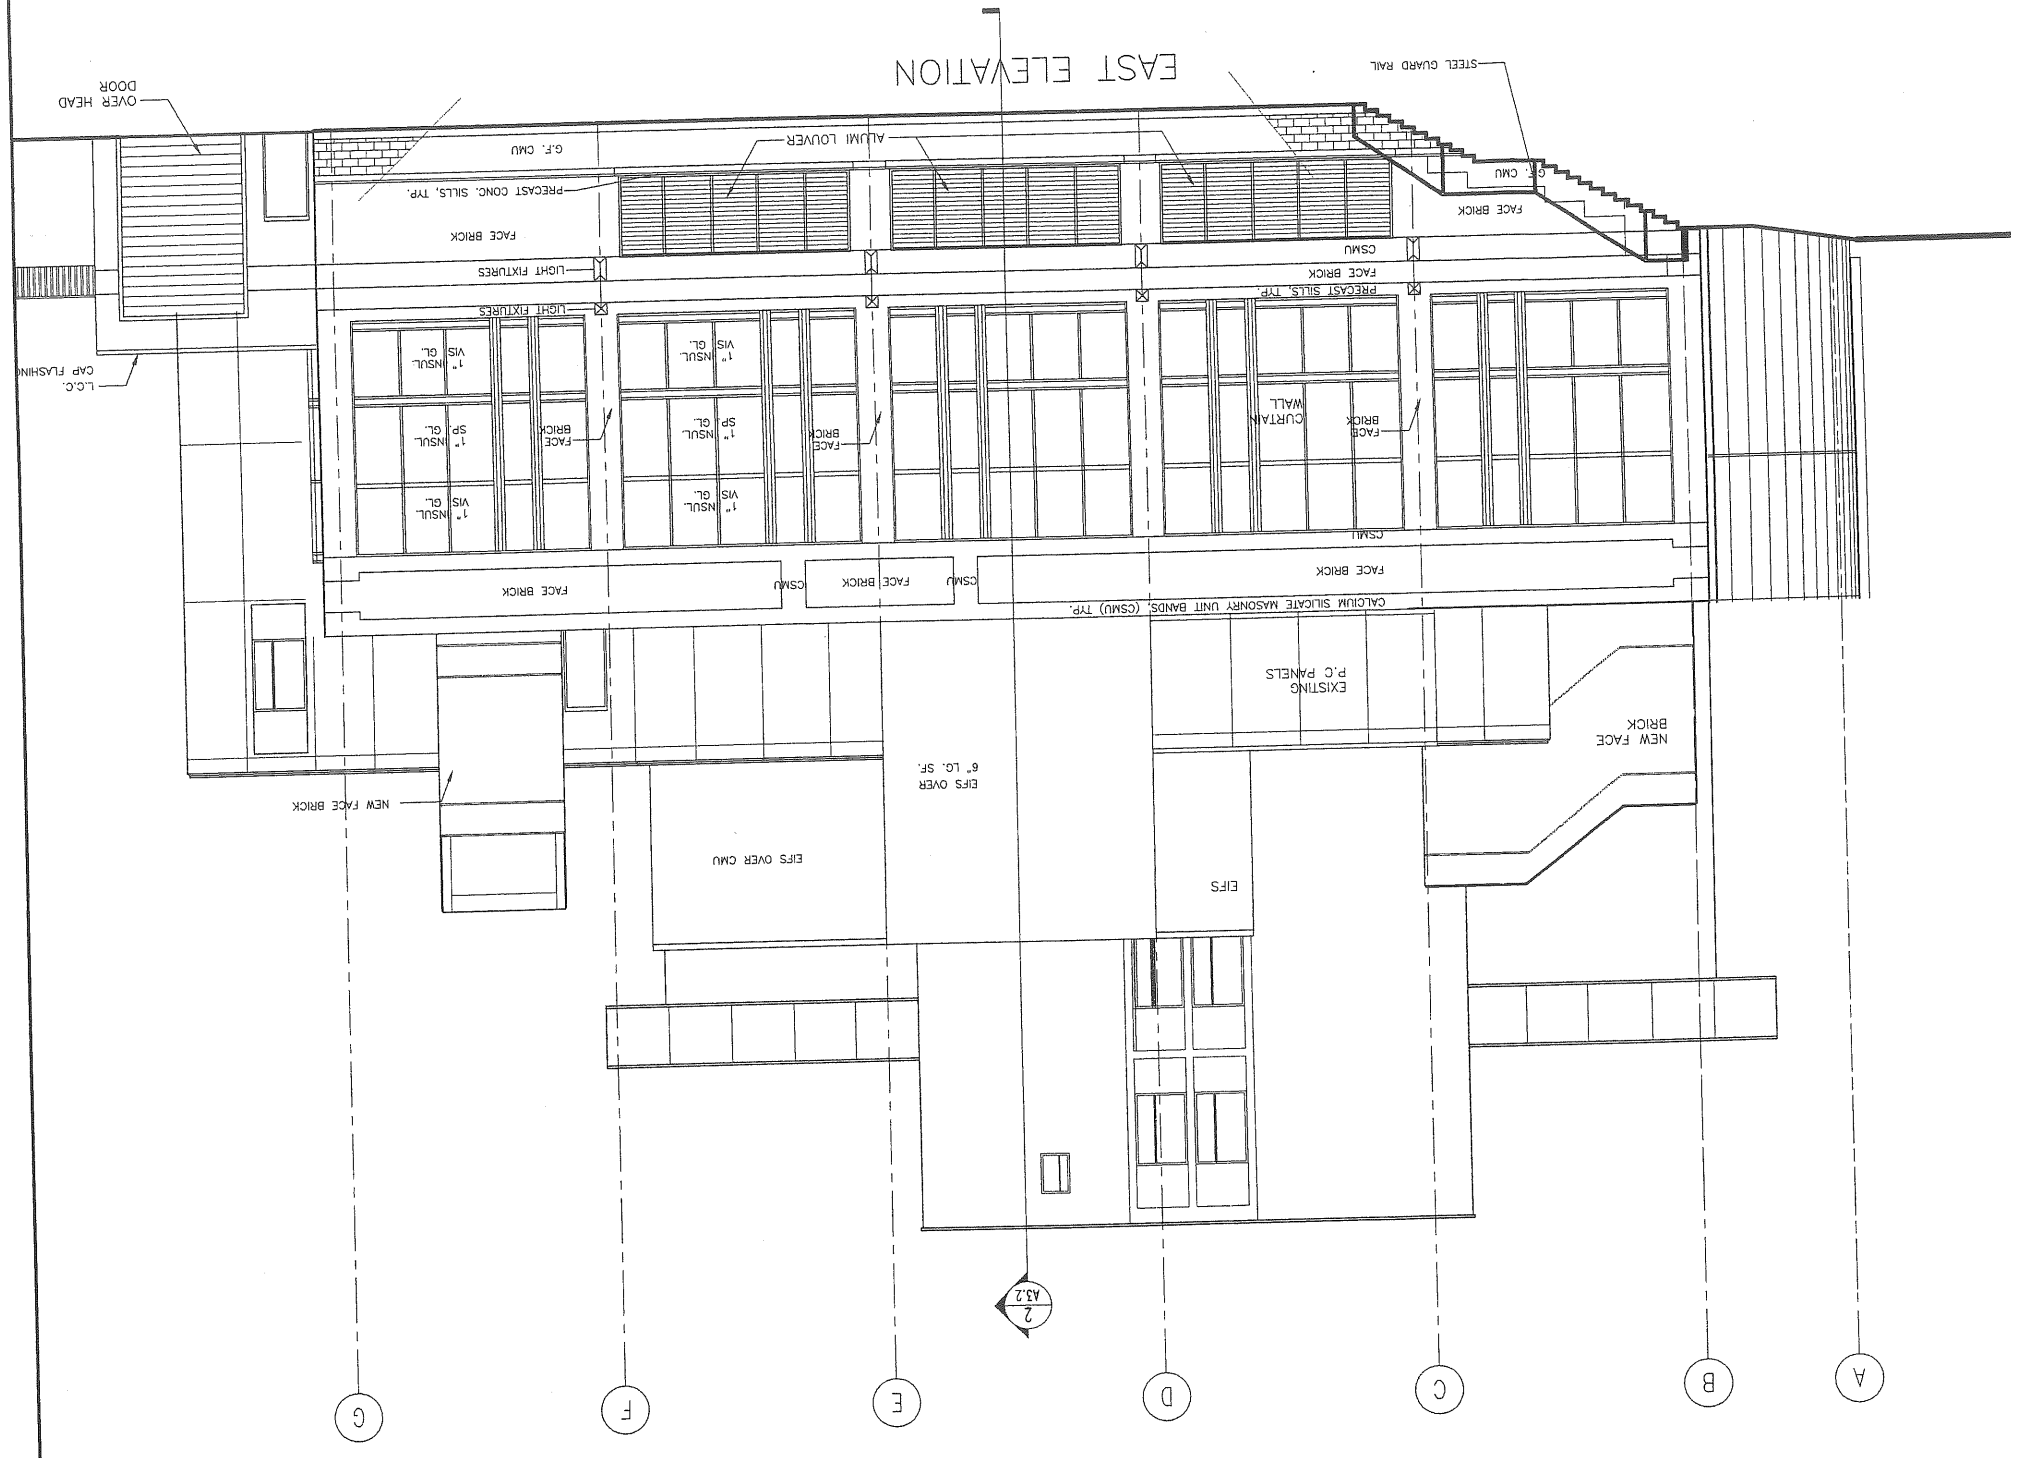 A
B
C
D
E
F
G
2
A3.2
EIFS
EIFS OVER CMU
NEW FACE BRICK
EIFS OVER
6" LG. SF.
NEW FACE
BRICK
EXISTING
P.C PANELS
CALCIUM SILICATE MASONRY UNIT BANDS, (CSMU) TYP.
FACE BRICK
CSMU
FACE BRICK
CSMU
FACE BRICK
CSMU
1" INSUL.
VIS GL.
1" INSUL.
VIS GL.
FACE
BRICK
CURTAIN
WALL
FACE
BRICK
1" INSUL.
SP. GL.
FACE
BRICK
1" INSUL.
SP. GL.
1" INSUL.
VIS GL.
1" INSUL.
VIS GL.
L.C.C.
CAP FLASHING
PRECAST SILLS, TYP.
LIGHT FIXTURES
FACE BRICK
LIGHT FIXTURES
CSMU
FACE BRICK
FACE BRICK
G.F. CMU
PRECAST CONC. SILLS, TYP.
ALUMI LOUVER
G.F. CMU
OVER HEAD
DOOR
STEEL GUARD RAIL
EAST ELEVATION